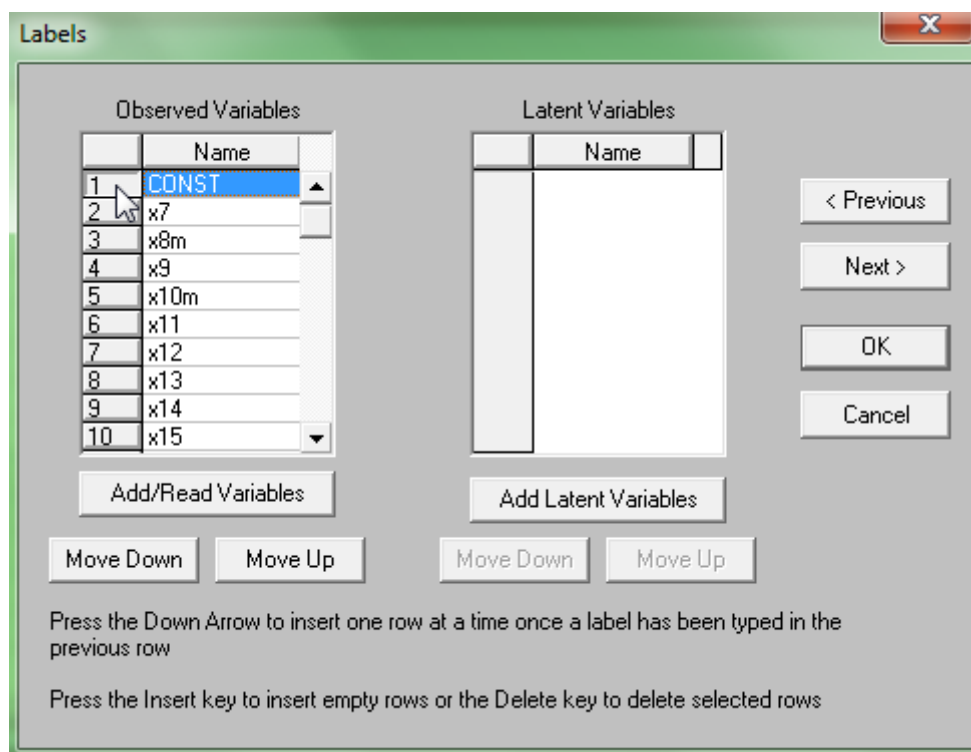 Labels
X
Observed Variables
Name
1 CONST
2 x7
3 x8m
4 x9
5 x10m
6 x11
7 x12
8 x13
9 x14
10 x15
Add/Read Variables
Move Down
Move Up
Latent Variables
Name
Add Latent Variables
Move Down
Move Up
< Previous
Next >
OK
Cancel
Press the Down Arrow to insert one row at a time once a label has been typed in the
previous row
Press the Insert key to insert empty rows or the Delete key to delete selected rows